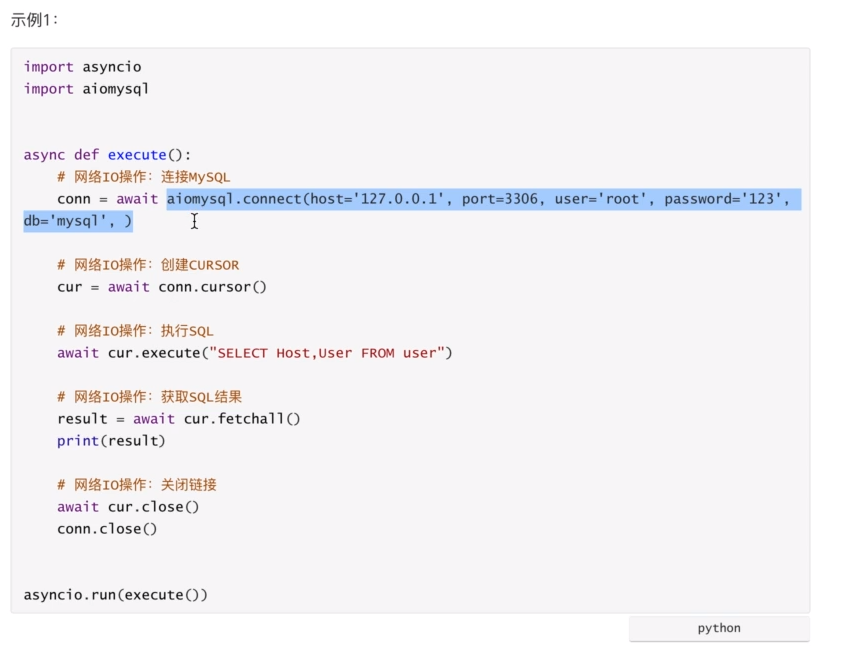 示例1:
import asyncio
import aiomysql
async def execute():
# 网络IO操作: 连接MySQL
conn = await aiomysql.connect(host='127.0.0.1', port=3306, user='root', password='123',
db='mysql', )
# 网络IO操作: 创建CURSOR
cur = await conn.cursor()
# 网络IO操作: 执行SQL
await cur.execute("SELECT Host,User FROM user")
# 网络IO操作: 获取SQL结果
result = await cur.fetchall()
print(result)
# 网络IO操作: 关闭链接
await cur.close()
conn.close()
asyncio.run(execute())
python